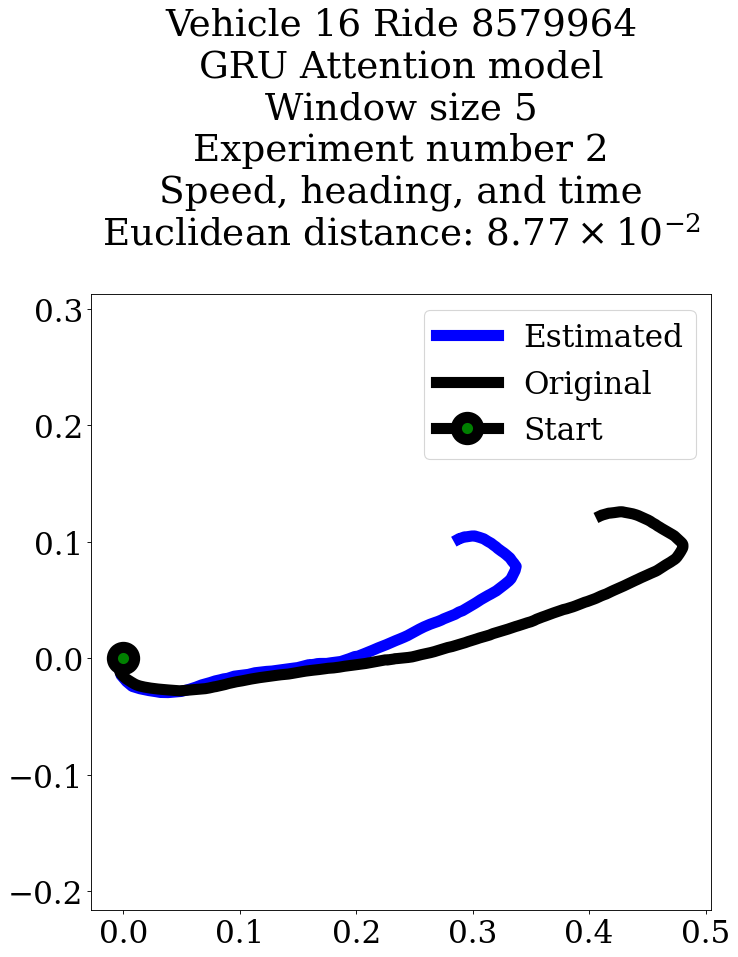 Vehicle 16 Ride 8579964
GRU Attention model
Window size 5
Experiment number 2
Speed, heading, and time
Euclidean distance: 8.77 × 10⁻²
0.3
0.2
0.1
0.0
−0.1
−0.2
Estimated
Original
Start
0.0 0.1 0.2 0.3 0.4 0.5